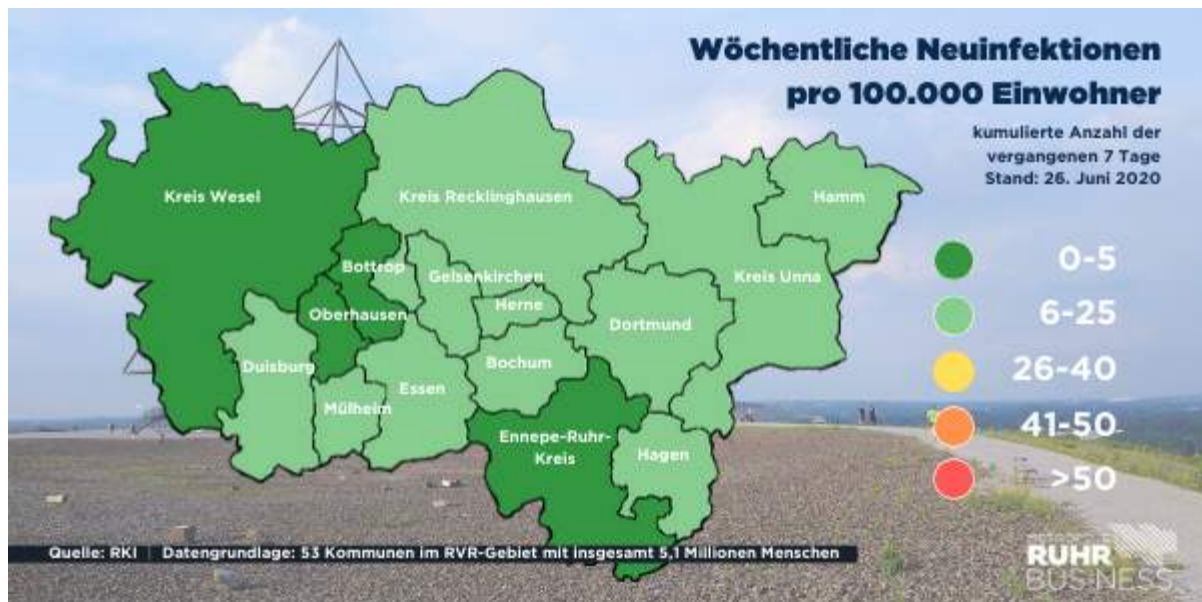 Wöchentliche Neuinfektionen
pro 100.000 Einwohner
kumulierte Anzahl der
vergangenen 7 Tage
Stand: 26. Juni 2020
Kreis Wesel
Kreis Recklinghausen
Hamm
Bottrop
Gelsenkirchen
Kreis Unna
Oberhausen
Herne
Dortmund
Duisburg
Bochum
Essen
Mülheim
Ennepe-Ruhr-
Kreis
Hagen
0-5
6-25
26-40
41-50
>50
Quelle: RKI | Datengrundlage: 53 Kommunen im RVR-Gebiet mit insgesamt 5,1 Millionen Menschen
RUHR
BUSINESS